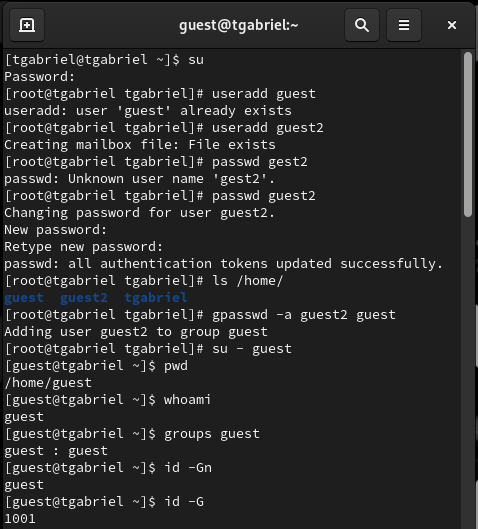 guest@tgabriel:~
[tgabriel@tgabriel ~]$ su
Password:
[root@tgabriel tgabriel]# useradd guest
useradd: user 'guest' already exists
[root@tgabriel tgabriel]# useradd guest2
Creating mailbox file: File exists
[root@tgabriel tgabriel]# passwd gest2
passwd: Unknown user name 'gest2'.
[root@tgabriel tgabriel]# passwd guest2
Changing password for user guest2.
New password:
Retype new password:
passwd: all authentication tokens updated successfully.
[root@tgabriel tgabriel]# ls /home/
guest  guest2  tgabriel
[root@tgabriel tgabriel]# gpasswd -a guest2 guest
Adding user guest2 to group guest
[root@tgabriel tgabriel]# su - guest
[guest@tgabriel ~]$ pwd
/home/guest
[guest@tgabriel ~]$ whoami
guest
[guest@tgabriel ~]$ groups guest
guest : guest
[guest@tgabriel ~]$ id -Gn
guest
[guest@tgabriel ~]$ id -G
1001